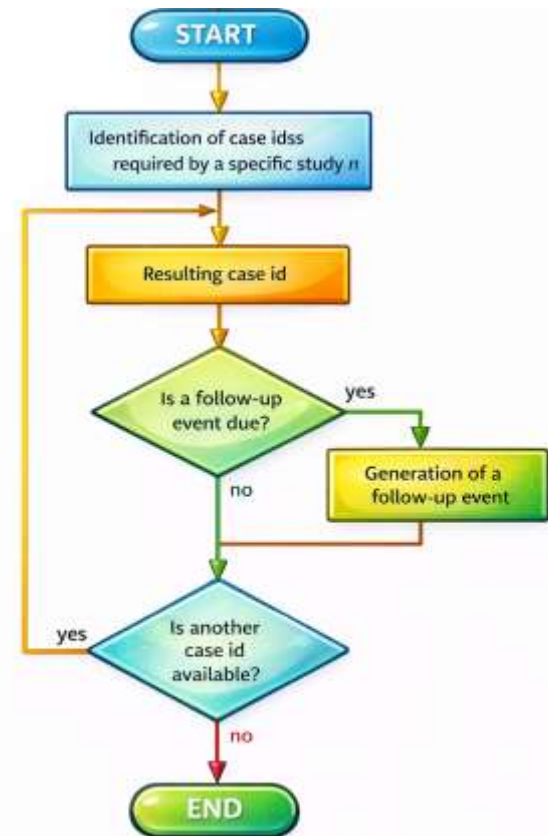 START
Identification of case idss
required by a specific study n
Resulting case id
Is a follow-up
event due?
yes
Generation of a
follow-up event
no
Is another
case id
available?
yes
no
END